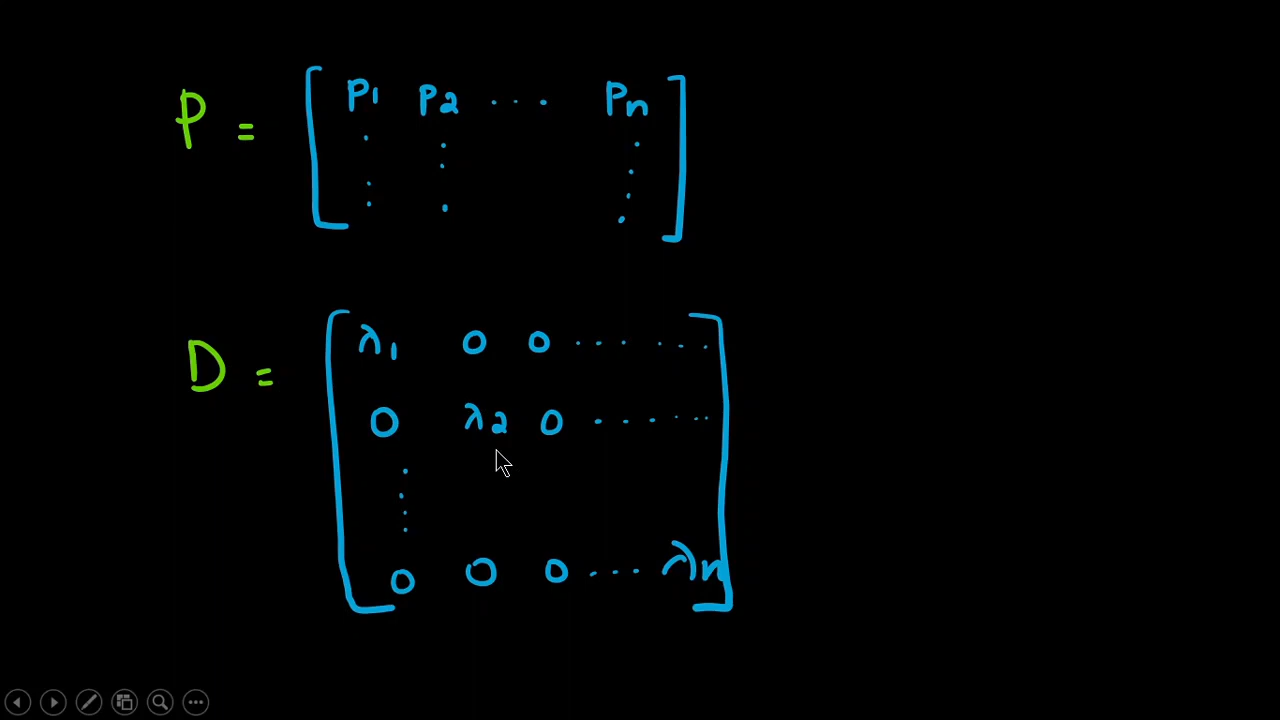 P = [ P1 P2 ... Pn ]
D = [ λ1 0 0 ... ...
0 λ2 0 ... ...
0 0 0 ... λn ]